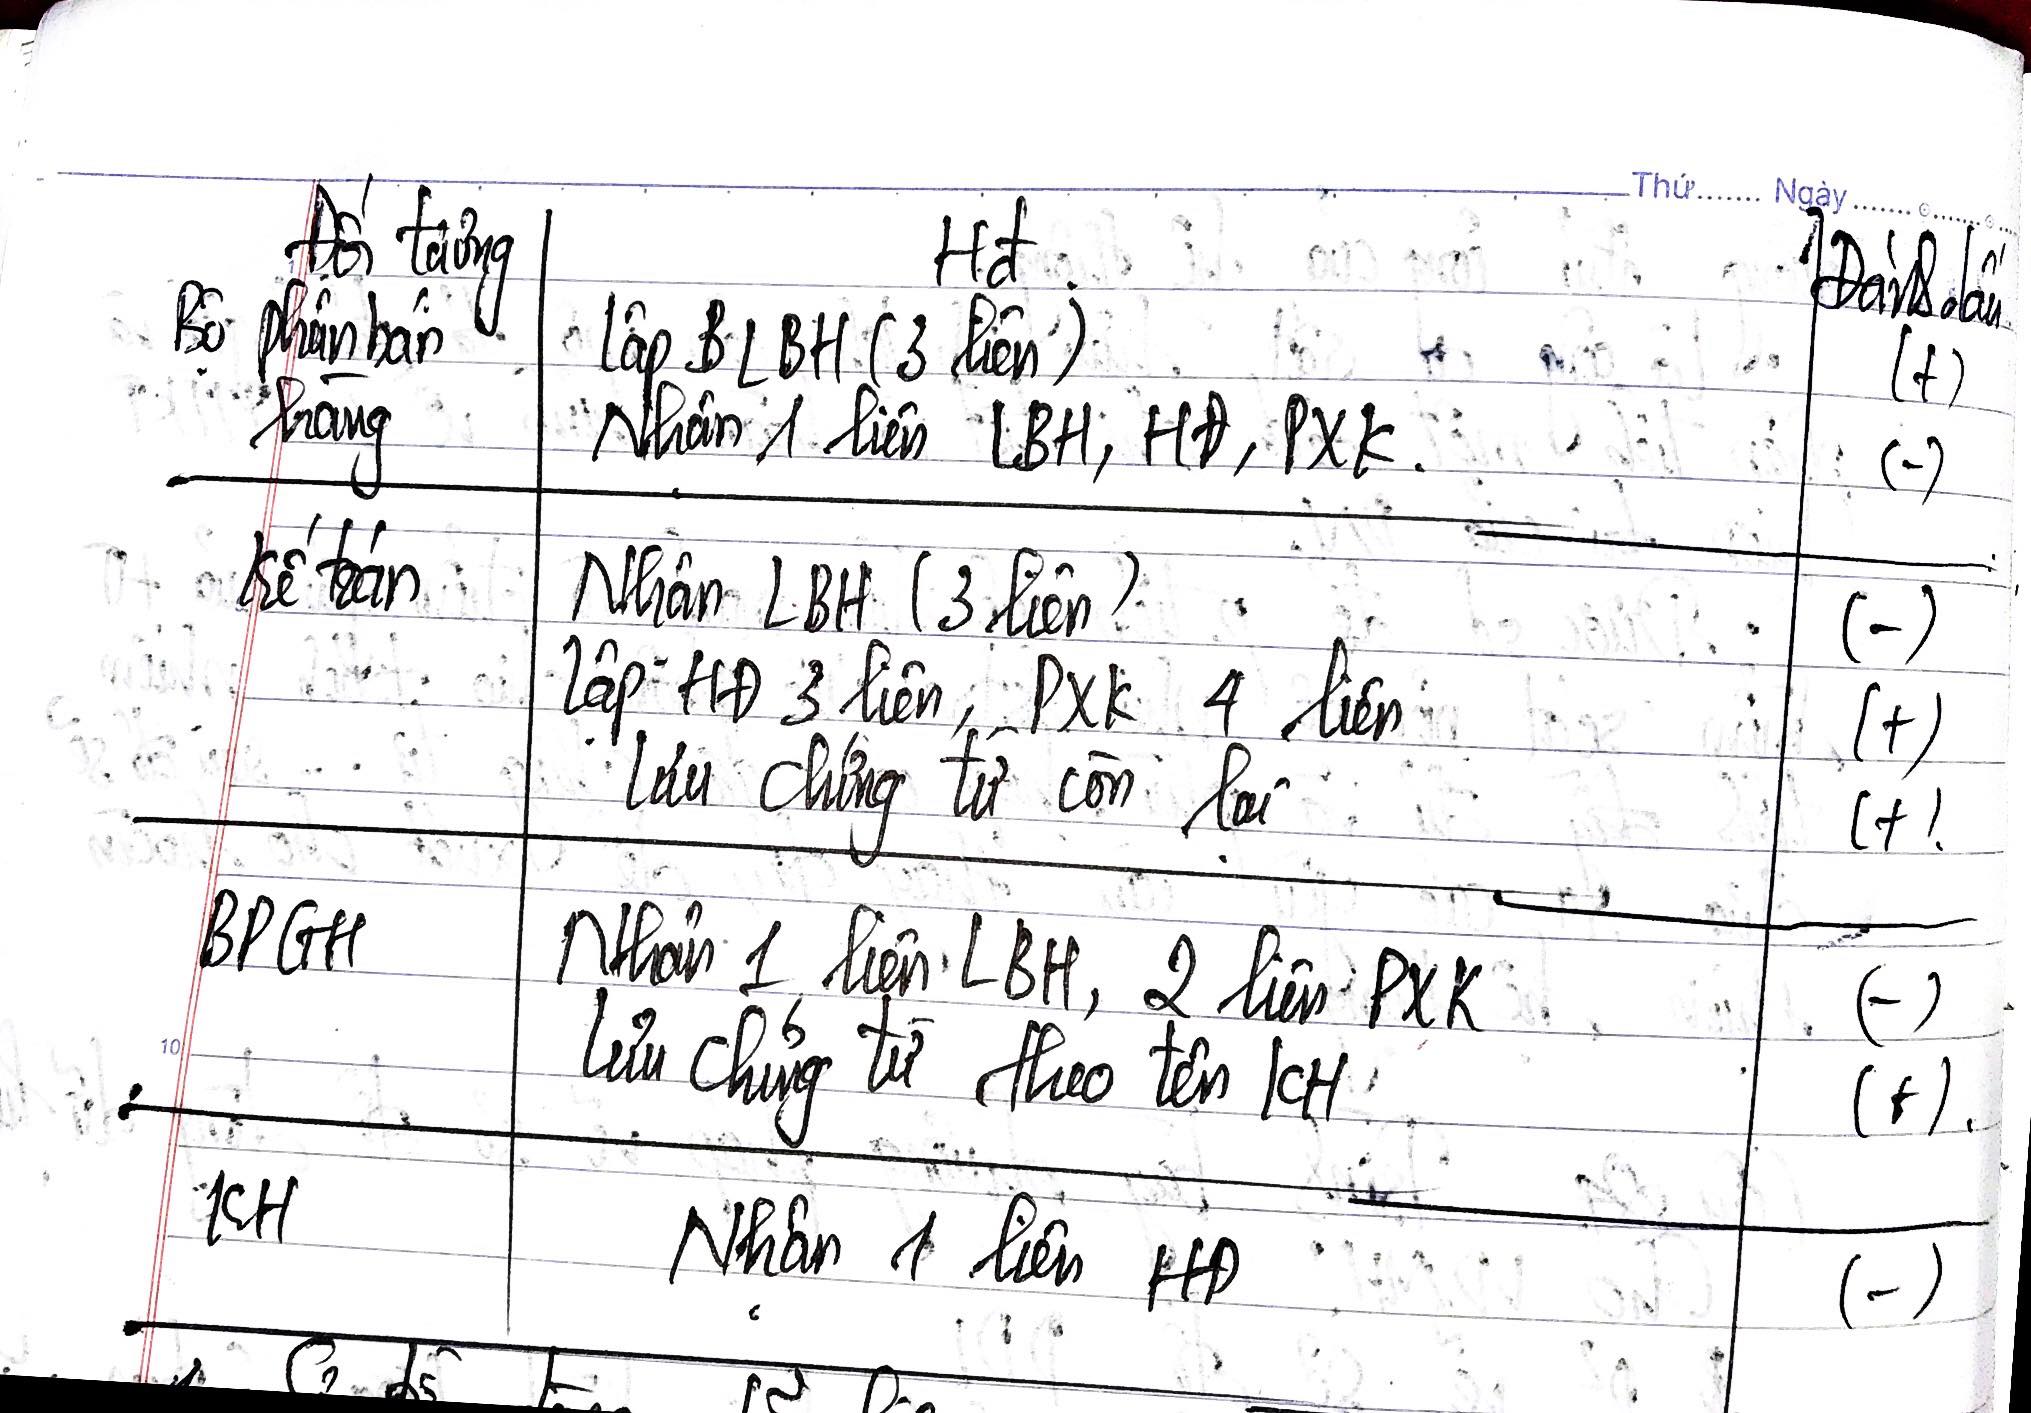 Thứ....... Ngày.............
Đối tượng Hđ Đánh dấu
Bộ phận bán lập BLBH (3 liên) (+)
hàng Nhận 1 liên LBH, HĐ, PXK. (-)
Kế toán Nhận LBH (3 liên) (-)
lập HĐ 3 liên, PXK 4 liên (+)
Lưu chứng từ còn lại (+)
BPGH Nhận 1 liên LBH, 2 liên PXK (-)
10 Lưu chứng từ theo tên KH (+).
KH Nhận 1 liên HĐ (-)